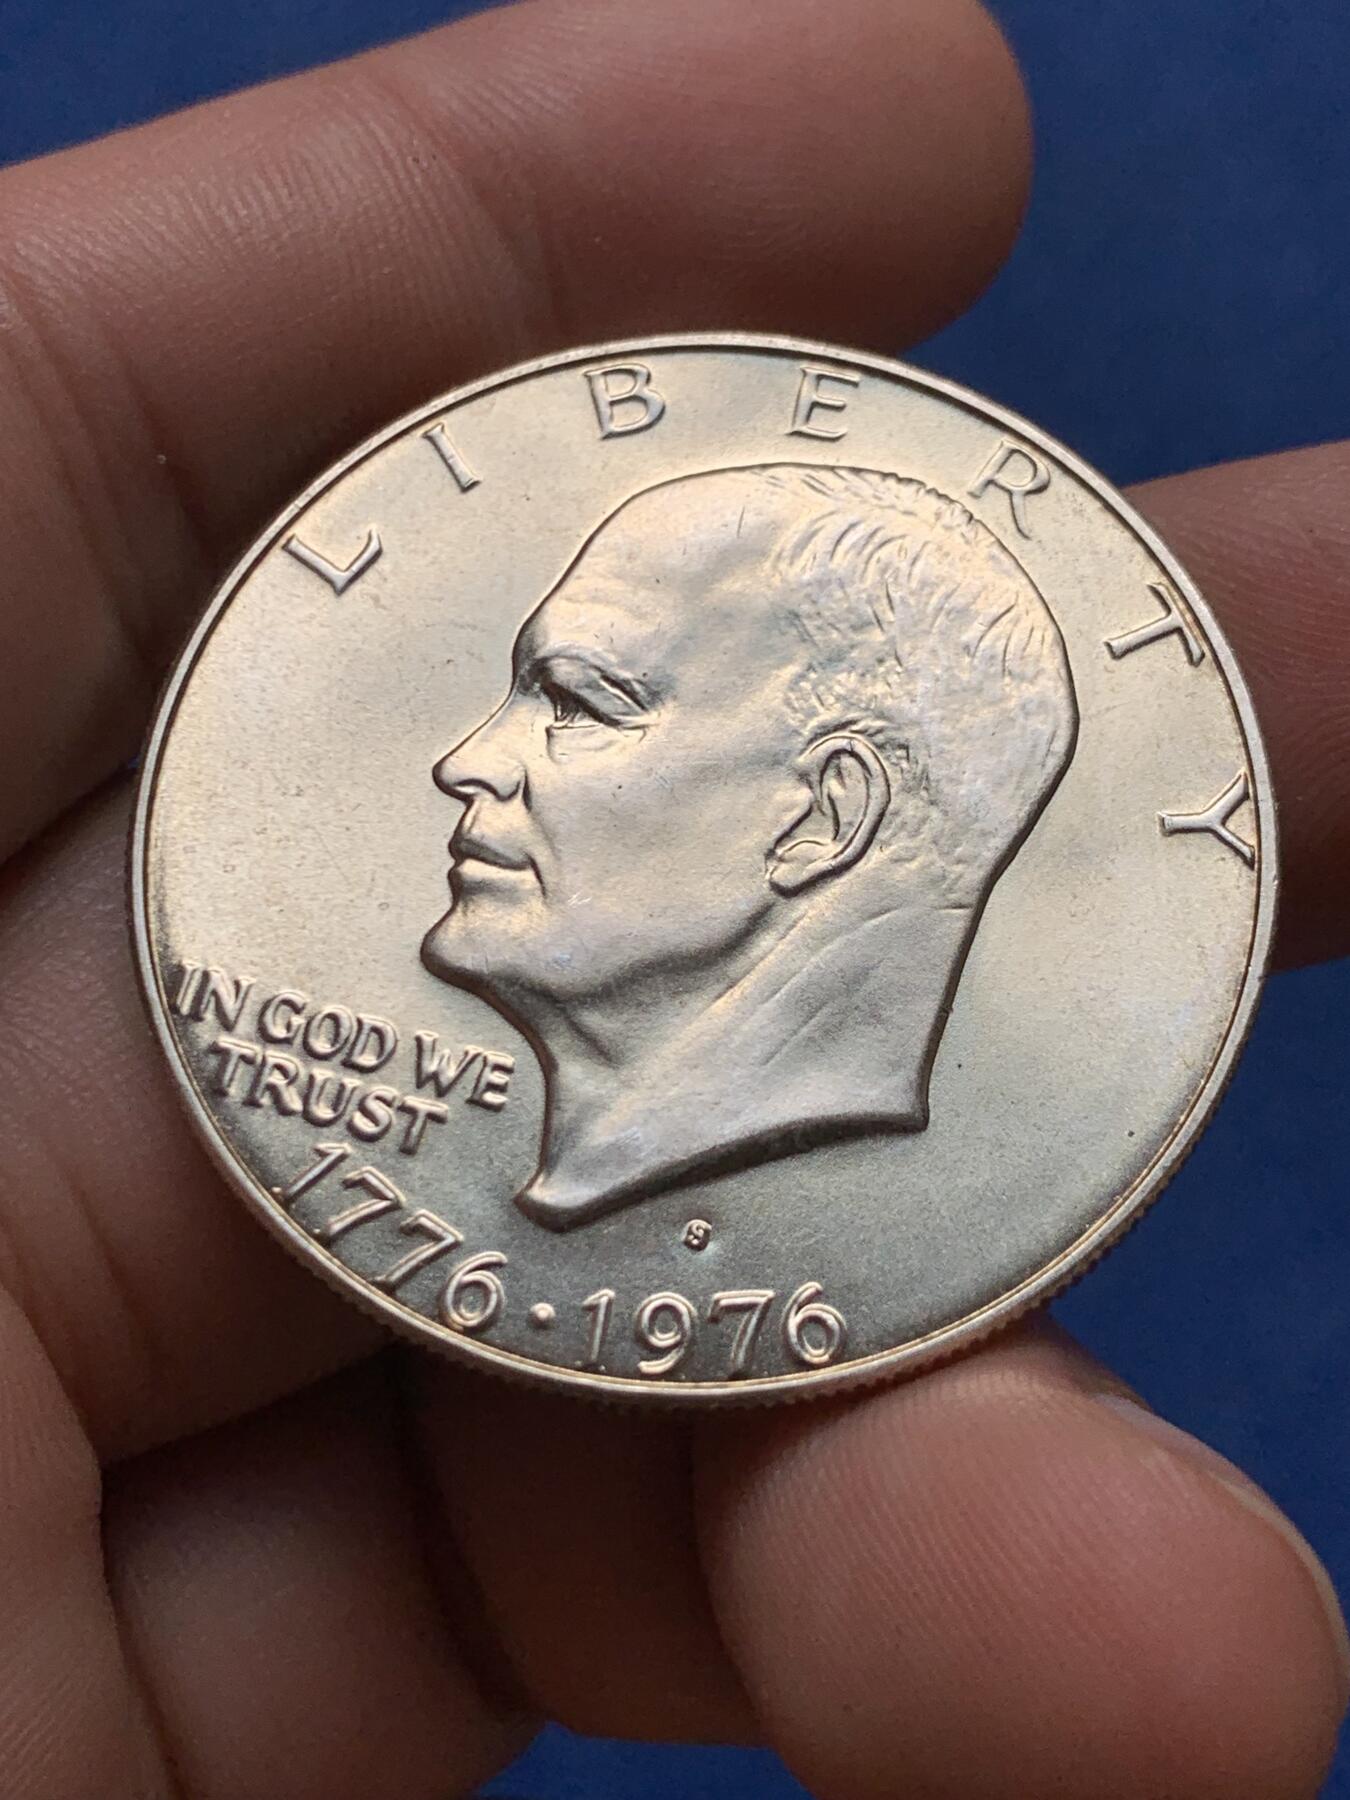 LIBERTY
IN GOD WE
TRUST
S
1776·1976